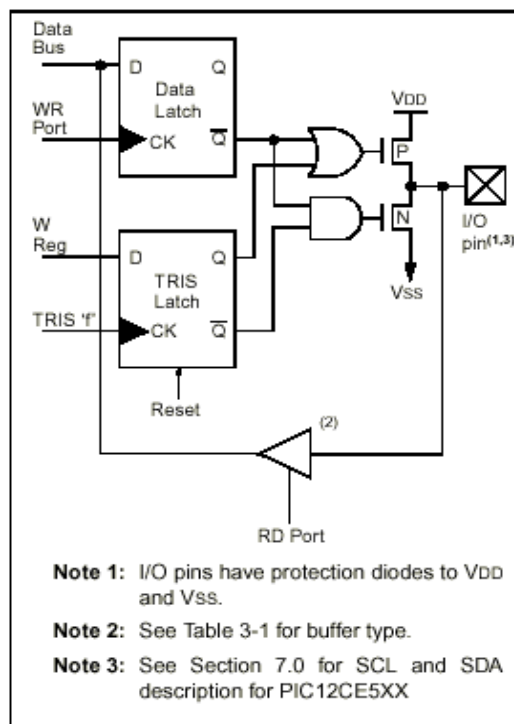 Data
Bus
D
Q
Data
Latch
WR
Port
CK
Q
VDD
P
W
Reg
D
Q
N
I/O
pin(1,3)
TRIS
Latch
VSS
TRIS 'f'
CK
Q
Reset
(2)
RD Port
Note 1: I/O pins have protection diodes to VDD
and VSS.
Note 2: See Table 3-1 for buffer type.
Note 3: See Section 7.0 for SCL and SDA
description for PIC12CE5XX